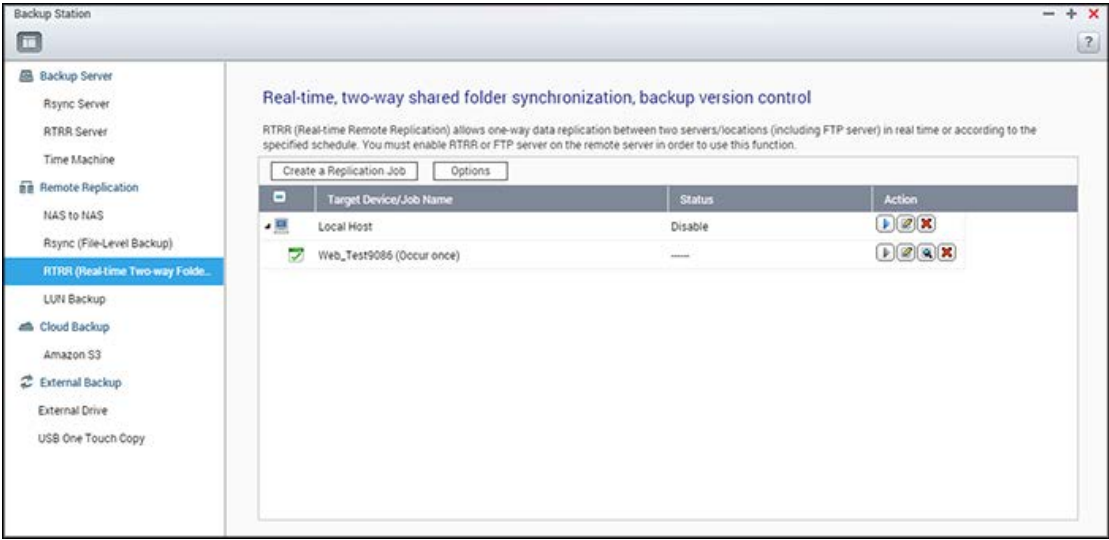 Backup Station
?
Backup Server
Rsync Server
RTRR Server
Time Machine
Remote Replication
NAS to NAS
Rsync (File-Level Backup)
RTRR (Real-time Two-way Folde...
LUN Backup
Cloud Backup
Amazon S3
External Backup
External Drive
USB One Touch Copy
Real-time, two-way shared folder synchronization, backup version control
RTRR (Real-time Remote Replication) allows one-way data replication between two servers/locations (including FTP server) in real time or according to the
specified schedule. You must enable RTRR or FTP server on the remote server in order to use this function.
Create a Replication Job Options
Target Device/Job Name Status Action
Local Host Disable
Web_Test9086 (Occur once) -----